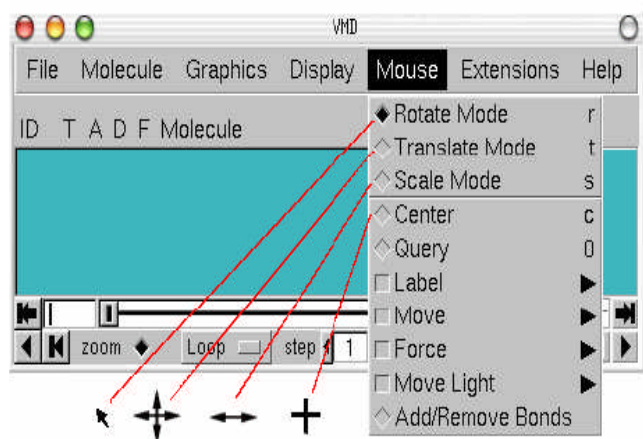 VMD
File Molecule Graphics Display Mouse Extensions Help
ID T A D F Molecule
Rotate Mode r
Translate Mode t
Scale Mode s
Center c
Query 0
Label
Move
Force
Move Light
Add/Remove Bonds
zoom Loop step 1